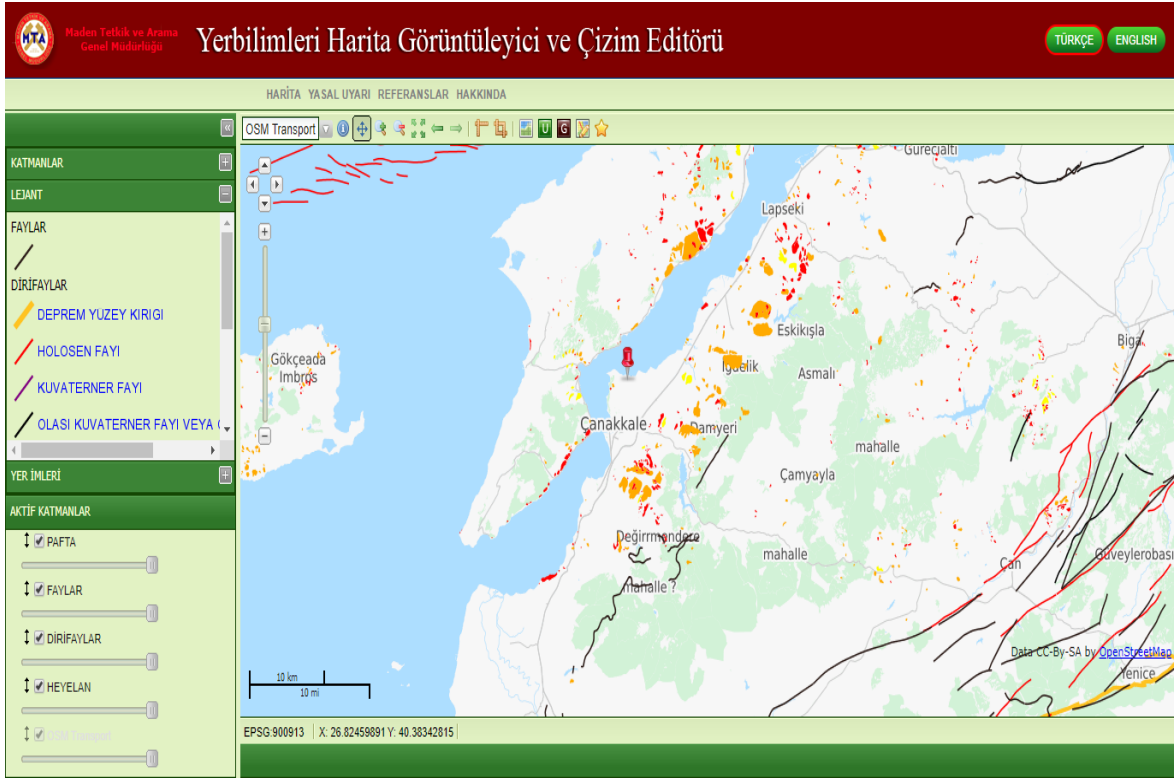 MTA
Maden Tetkik ve Arama
Genel Müdürlüğü
Yerbilimleri Harita Görüntüleyici ve Çizim Editörü
TÜRKÇE
ENGLISH
HARİTA YASAL UYARI REFERANSLAR HAKKINDA
OSM Transport
U
G
KATMANLAR
LEJANT
FAYLAR
DİRİFAYLAR
DEPREM YUZEY KIRIGI
HOLOSEN FAYI
KUVATERNER FAYI
OLASI KUVATERNER FAYI VEYA
YER İMLERİ
AKTİF KATMANLAR
PAFTA
FAYLAR
DİRİFAYLAR
HEYELAN
OSM Transport
Gürecjalti
Lapseki
Eskikışla
Biga
Gökçeada
Imbros
Asmalı
Çanakkale
Damyeri
mahalle
Çamyayla
Değirmendere
mahalle
mahalle ?
Çan
Güveylerobası
Data CC-By-SA by OpenStreetMap
Yenice
10 km
10 mi
EPSG:900913
X: 26.82459891 Y: 40.38342815